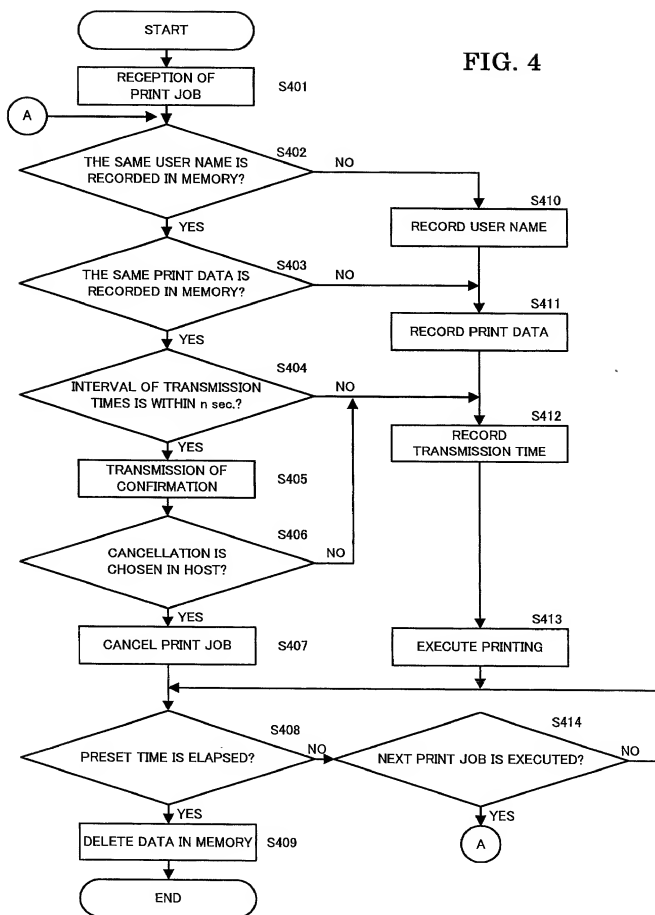 FIG. 4
START
RECEPTION OF
PRINT JOB
S401
A
THE SAME USER NAME IS
RECORDED IN MEMORY?
S402
NO
YES
S410
RECORD USER NAME
THE SAME PRINT DATA IS
RECORDED IN MEMORY?
S403
NO
YES
S411
RECORD PRINT DATA
INTERVAL OF TRANSMISSION
TIMES IS WITHIN n sec.?
S404
NO
YES
S412
RECORD
TRANSMISSION TIME
TRANSMISSION OF
CONFIRMATION
S405
CANCELLATION IS
CHOSEN IN HOST?
S406
NO
YES
CANCEL PRINT JOB
S407
S413
EXECUTE PRINTING
PRESET TIME IS ELAPSED?
S408
NO
YES
S414
NEXT PRINT JOB IS EXECUTED?
NO
YES
A
DELETE DATA IN MEMORY
S409
END